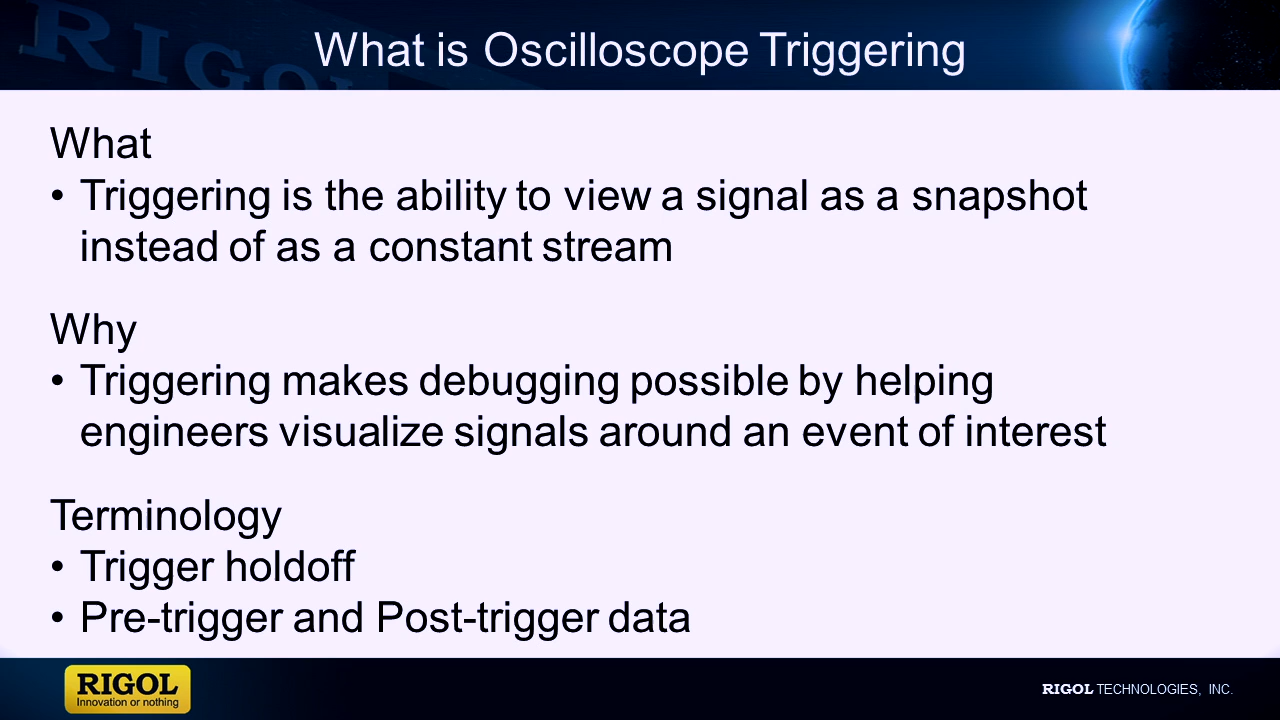 RIGOL
What is Oscilloscope Triggering
What
• Triggering is the ability to view a signal as a snapshot
instead of as a constant stream
Why
• Triggering makes debugging possible by helping
engineers visualize signals around an event of interest
Terminology
• Trigger holdoff
• Pre-trigger and Post-trigger data
RIGOL
Innovation or nothing
RIGOL TECHNOLOGIES, INC.